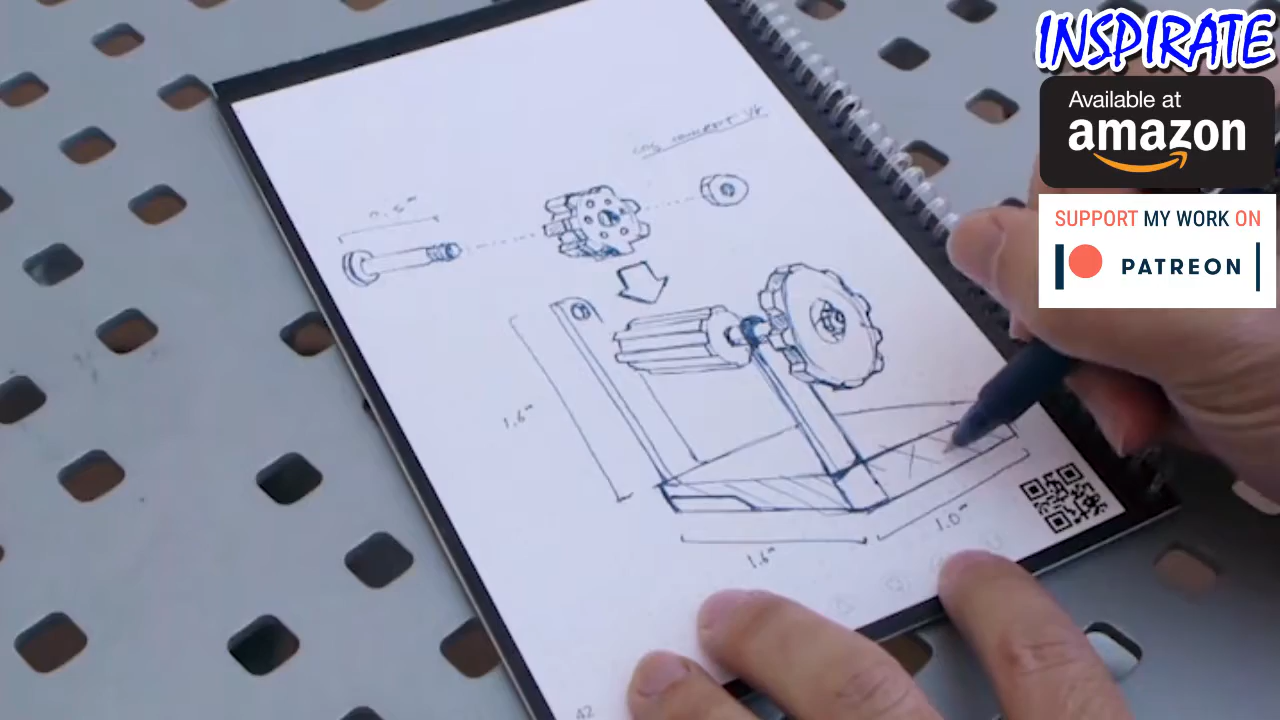 INSPIRATE
Available at
amazon
SUPPORT MY WORK ON
PATREON
1.6"
1.6"
1.0"
42